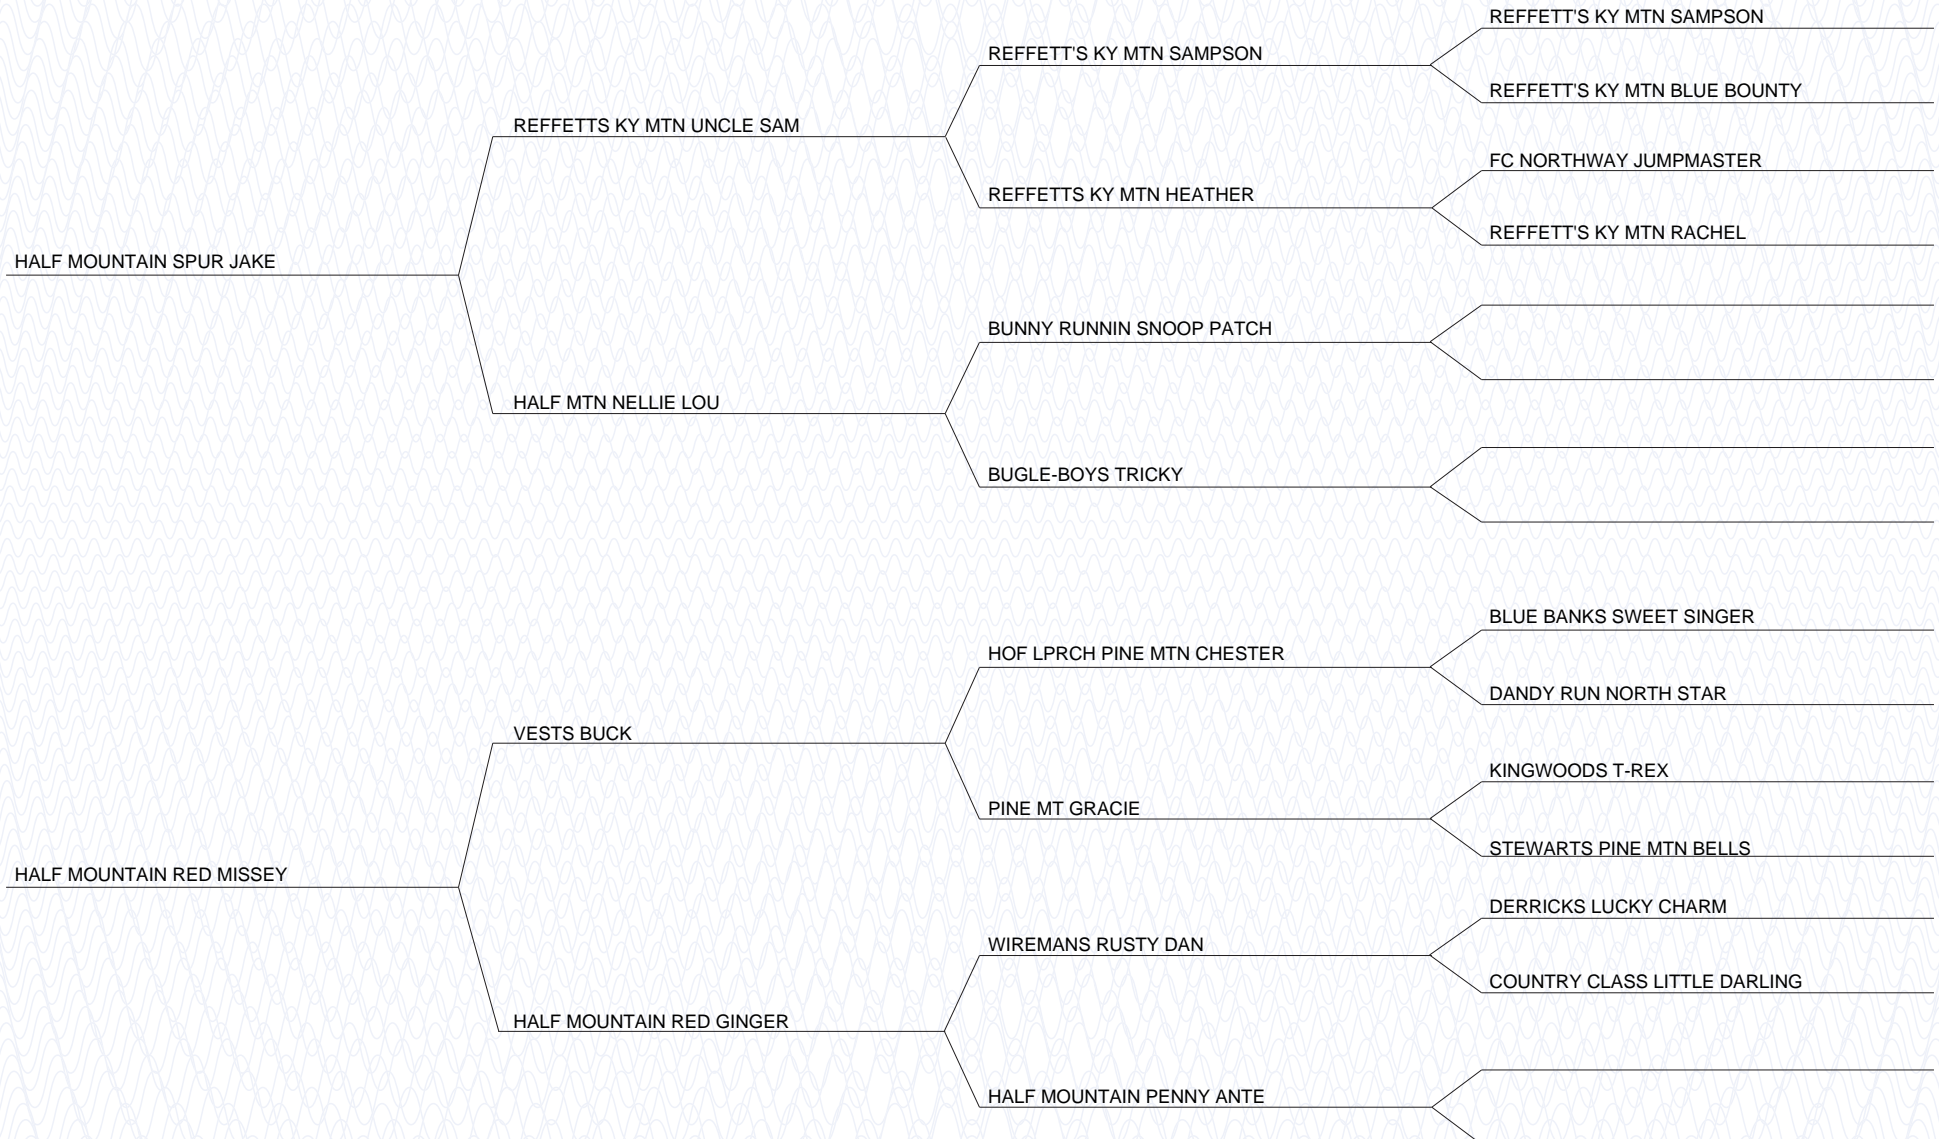 REFFETT'S KY MTN SAMPSON
REFFETT'S KY MTN SAMPSON
REFFETT'S KY MTN BLUE BOUNTY
REFFETTS KY MTN UNCLE SAM
FC NORTHWAY JUMPMASTER
REFFETTS KY MTN HEATHER
REFFETT'S KY MTN RACHEL
HALF MOUNTAIN SPUR JAKE
BUNNY RUNNIN SNOOP PATCH
HALF MTN NELLIE LOU
BUGLE-BOYS TRICKY
BLUE BANKS SWEET SINGER
HOF LPRCH PINE MTN CHESTER
DANDY RUN NORTH STAR
VESTS BUCK
KINGWOODS T-REX
PINE MT GRACIE
STEWARTS PINE MTN BELLS
HALF MOUNTAIN RED MISSEY
DERRICKS LUCKY CHARM
WIREMANS RUSTY DAN
COUNTRY CLASS LITTLE DARLING
HALF MOUNTAIN RED GINGER
HALF MOUNTAIN PENNY ANTE